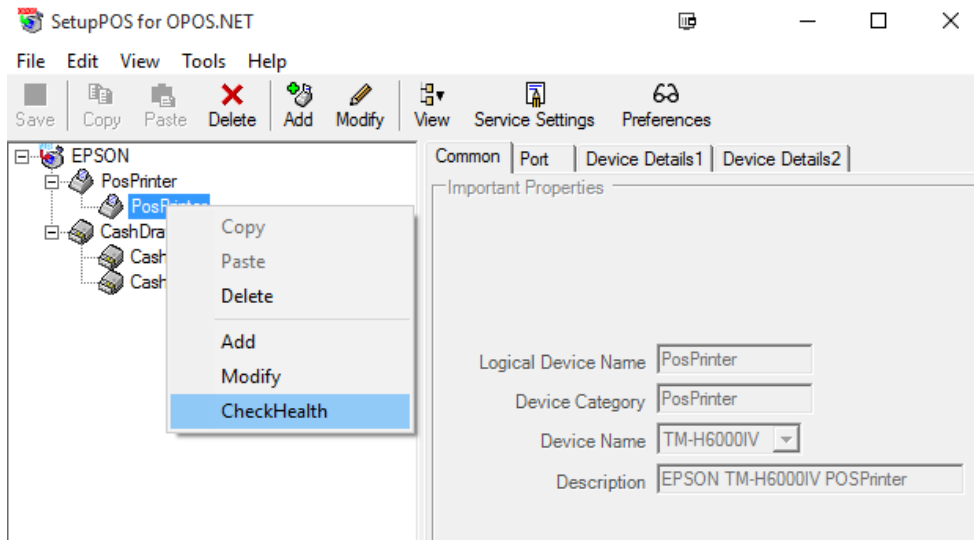 SetupPOS for OPOS.NET
File Edit View Tools Help
Save Copy Paste Delete Add Modify View Service Settings Preferences
EPSON
PosPrinter
PosPrinter
CashDra
Cash
Cash
Copy
Paste
Delete
Add
Modify
CheckHealth
Common Port Device Details1 Device Details2
Important Properties
Logical Device Name PosPrinter
Device Category PosPrinter
Device Name TM-H6000IV
Description EPSON TM-H6000IV POSPrinter